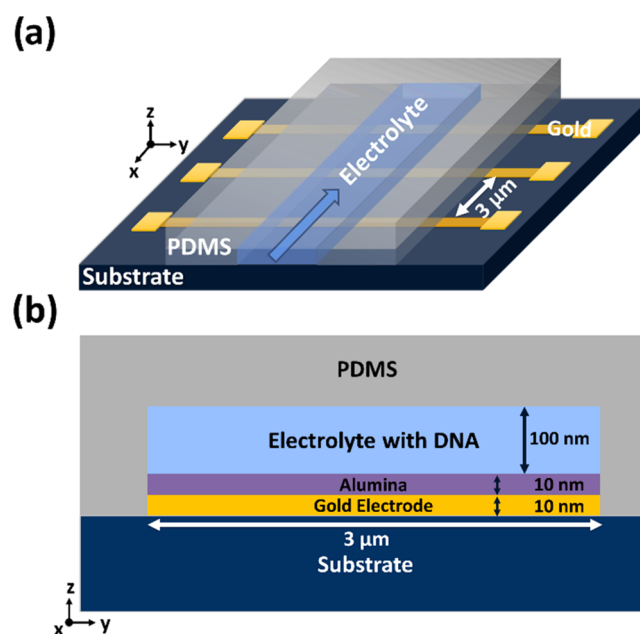 (a)
z
y
x
Gold
Electrolyte
3 μm
PDMS
Substrate
(b)
PDMS
Electrolyte with DNA
100 nm
Alumina
10 nm
Gold Electrode
10 nm
3 μm
Substrate
z
x
y